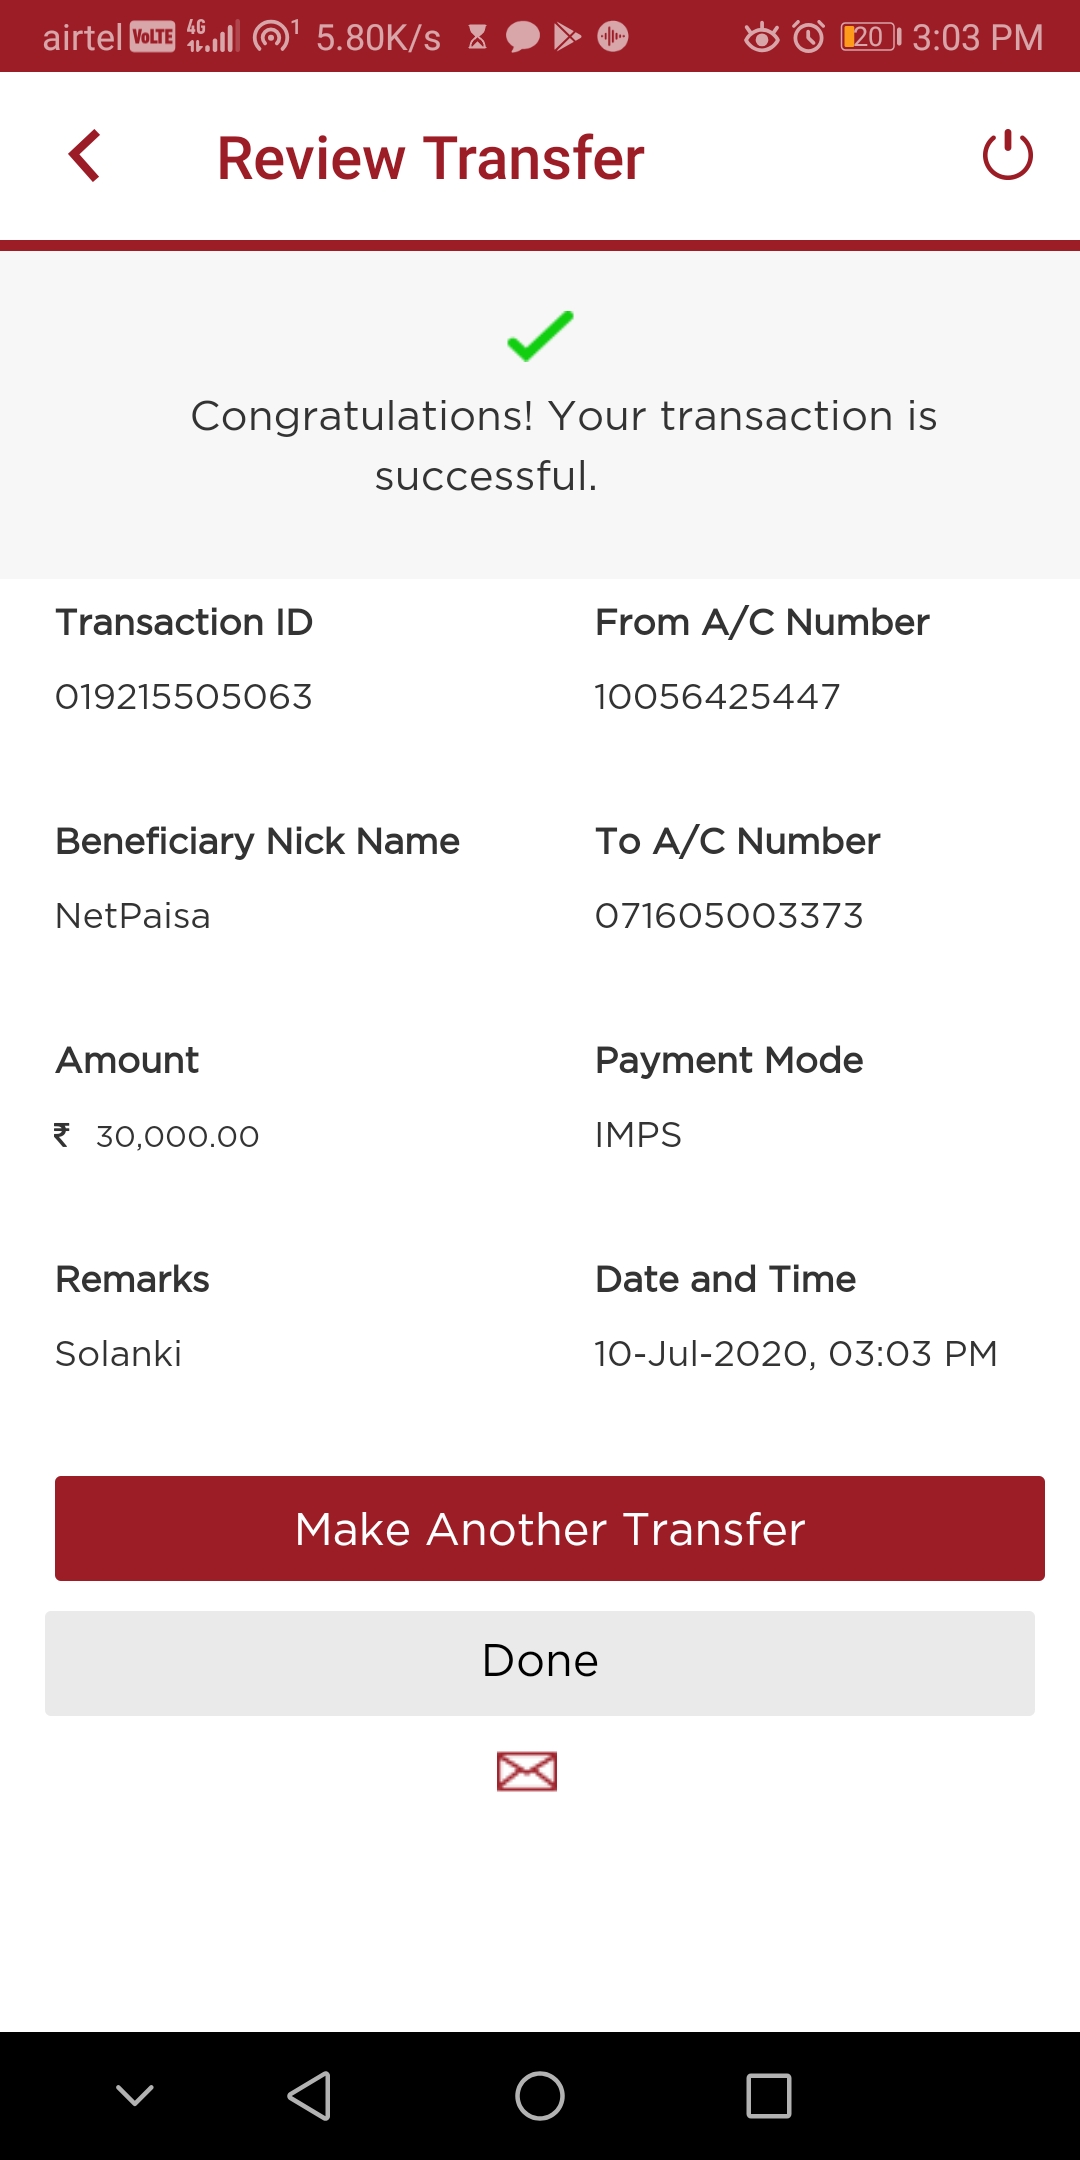 airtel VoLTE 4G 1 5.80K/s 20 3:03 PM
Review Transfer
Congratulations! Your transaction is
successful.
Transaction ID From A/C Number
019215505063 10056425447
Beneficiary Nick Name To A/C Number
NetPaisa 071605003373
Amount Payment Mode
₹ 30,000.00 IMPS
Remarks Date and Time
Solanki 10-Jul-2020, 03:03 PM
Make Another Transfer
Done